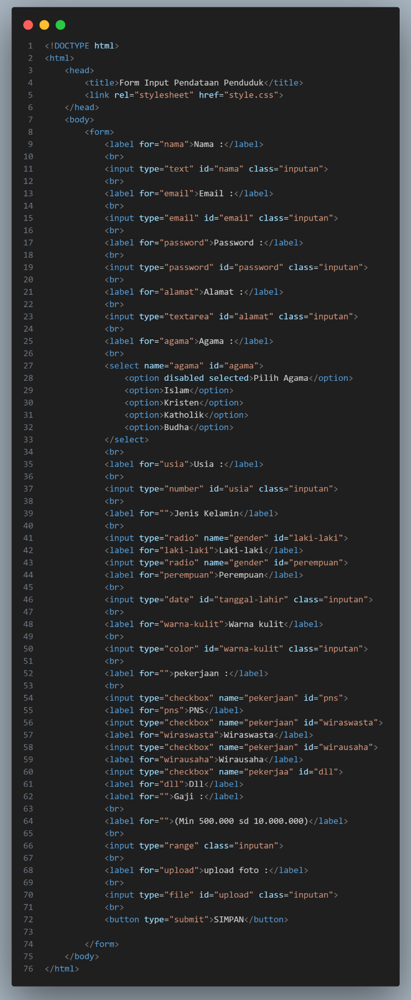 1 <!DOCTYPE html>
2 <html>
3     <head>
4         <title>Form Input Pendataan Penduduk</title>
5         <link rel="stylesheet" href="style.css">
6     </head>
7     <body>
8         <form>
9             <label for="nama">Nama :</label>
10             <br>
11             <input type="text" id="nama" class="inputan">
12             <br>
13             <label for="email">Email :</label>
14             <br>
15             <input type="email" id="email" class="inputan">
16             <br>
17             <label for="password">Password :</label>
18             <br>
19             <input type="password" id="password" class="inputan">
20             <br>
21             <label for="alamat">Alamat :</label>
22             <br>
23             <input type="textarea" id="alamat" class="inputan">
24             <br>
25             <label for="agama">Agama :</label>
26             <br>
27             <select name="agama" id="agama">
28                 <option disabled selected>Pilih Agama</option>
29                 <option>Islam</option>
30                 <option>Kristen</option>
31                 <option>Katholik</option>
32                 <option>Budha</option>
33             </select>
34             <br>
35             <label for="usia">Usia :</label>
36             <br>
37             <input type="number" id="usia" class="inputan">
38             <br>
39             <label for="">Jenis Kelamin</label>
40             <br>
41             <input type="radio" name="gender" id="laki-laki">
42             <label for="laki-laki">Laki-laki</label>
43             <input type="radio" name="gender" id="perempuan">
44             <label for="perempuan">Perempuan</label>
45             <br>
46             <input type="date" id="tanggal-lahir" class="inputan">
47             <br>
48             <label for="warna-kulit">Warna kulit</label>
49             <br>
50             <input type="color" id="warna-kulit" class="inputan">
51             <br>
52             <label for="">pekerjaan :</label>
53             <br>
54             <input type="checkbox" name="pekerjaan" id="pns">
55             <label for="pns">PNS</label>
56             <input type="checkbox" name="pekerjaan" id="wiraswasta">
57             <label for="wiraswasta">Wiraswasta</label>
58             <input type="checkbox" name="pekerjaan" id="wirausaha">
59             <label for="wirausaha">Wirausaha</label>
60             <input type="checkbox" name="pekerjaa" id="dll">
61             <label for="dll">Dll</label>
62             <label for="">Gaji :</label>
63             <br>
64             <label for="">(Min 500.000 sd 10.000.000)</label>
65             <br>
66             <input type="range" class="inputan">
67             <br>
68             <label for="upload">upload foto :</label>
69             <br>
70             <input type="file" id="upload" class="inputan">
71             <br>
72             <button type="submit">SIMPAN</button>
73
74         </form>
75     </body>
76 </html>